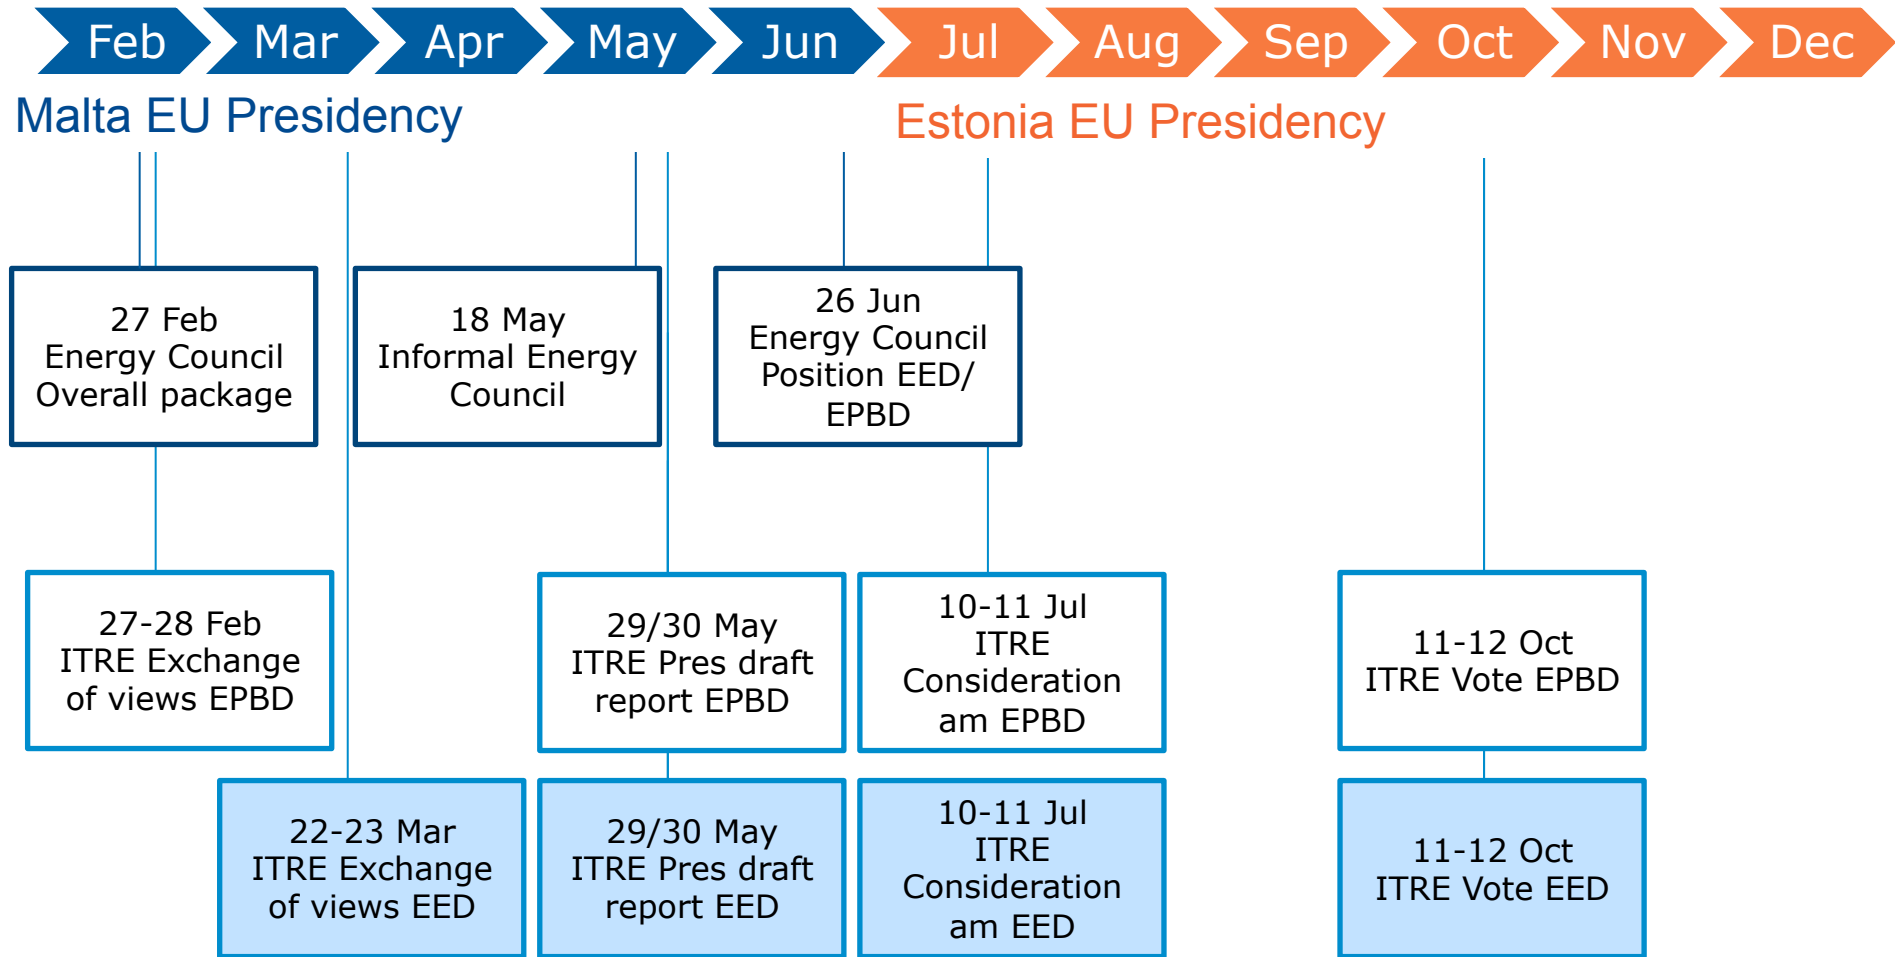 Feb Mar Apr May Jun Jul Aug Sep Oct Nov Dec
Malta EU Presidency
Estonia EU Presidency
27 Feb
Energy Council
Overall package
18 May
Informal Energy
Council
26 Jun
Energy Council
Position EED/
EPBD
27-28 Feb
ITRE Exchange
of views EPBD
29/30 May
ITRE Pres draft
report EPBD
10-11 Jul
ITRE
Consideration
am EPBD
11-12 Oct
ITRE Vote EPBD
22-23 Mar
ITRE Exchange
of views EED
29/30 May
ITRE Pres draft
report EED
10-11 Jul
ITRE
Consideration
am EED
11-12 Oct
ITRE Vote EED